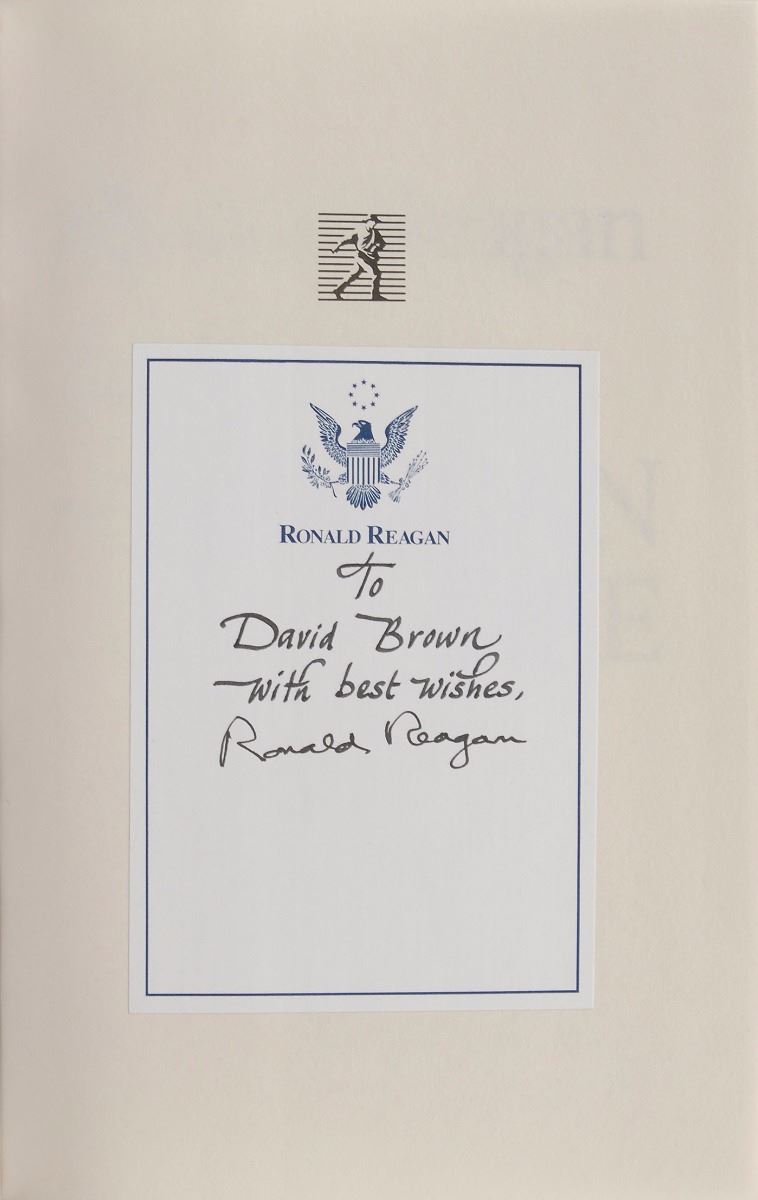 RONALD REAGAN
To
David Brown
with best wishes,
Ronald Reagan